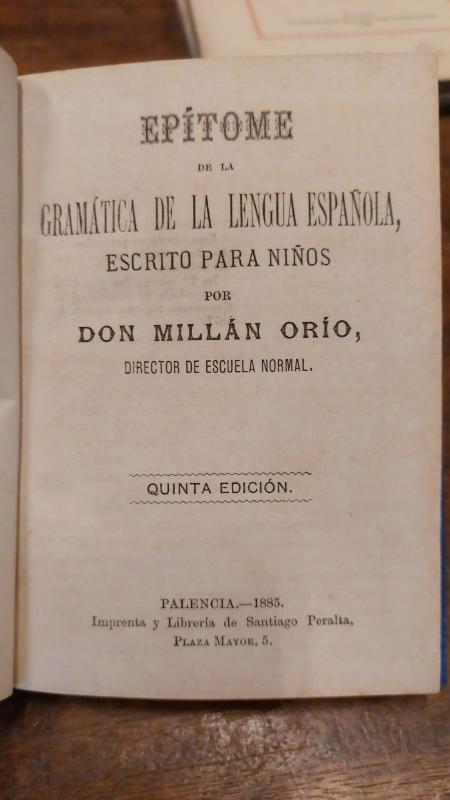 EPÍTOME
DE LA
GRAMÁTICA DE LA LENGUA ESPAÑOLA,
ESCRITO PARA NIÑOS
POR
DON MILLÁN ORÍO,
DIRECTOR DE ESCUELA NORMAL.
QUINTA EDICIÓN.
PALENCIA.—1885.
Imprenta y Librería de Santiago Peralta,
PLAZA MAYOR, 5.